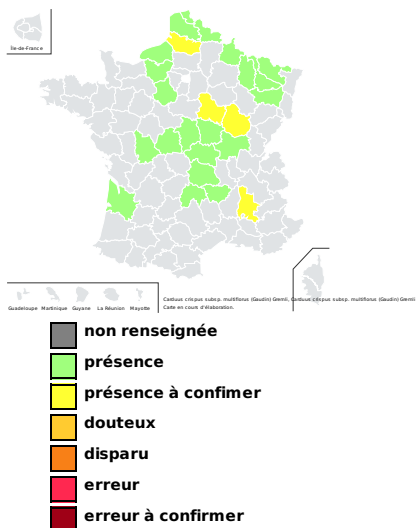 Île-de-France
Guadeloupe Martinique Guyane La Réunion Mayotte
Carduus crispus subsp. multiflorus (Gaudin) Gremli, Carduus crispus subsp. multiflorus (Gaudin) Gremli
Carte en cours d'élaboration.
non renseignée
présence
présence à confimer
douteux
disparu
erreur
erreur à confirmer